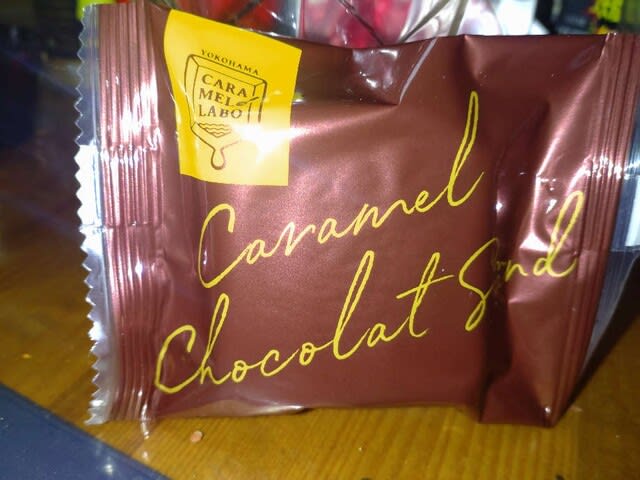 YOKOHAMA
CARA
MEL
LABO
Caramel
Chocolat Sand